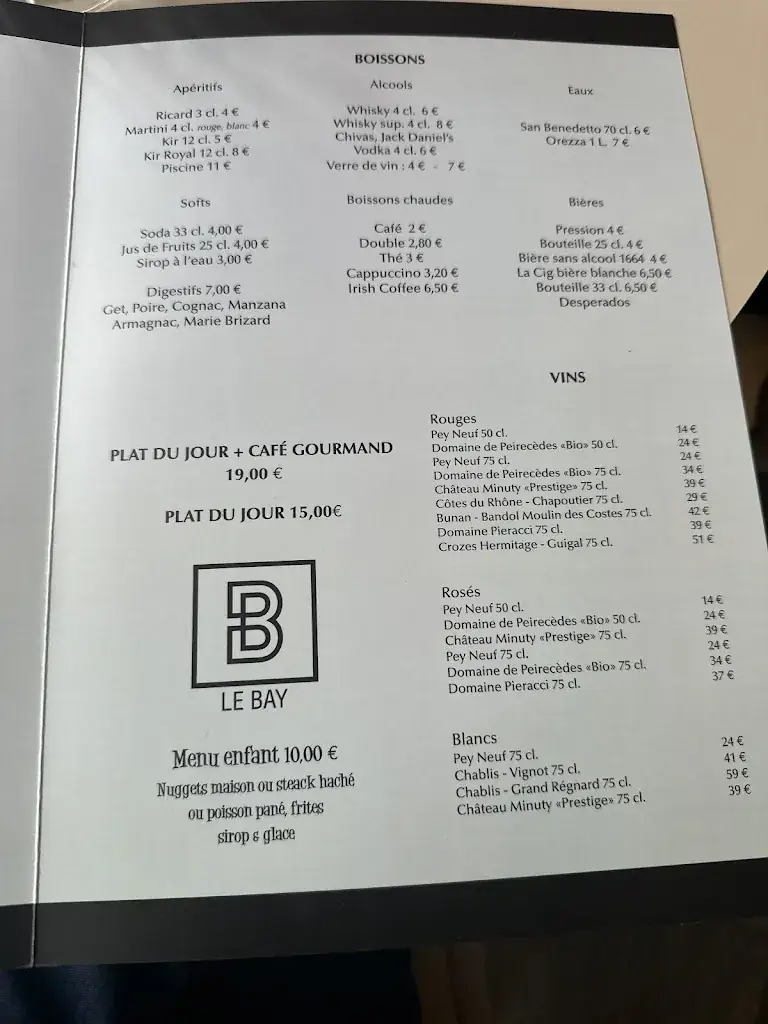 BOISSONS
Apéritifs
Ricard 3 cl. 4 €
Martini 4 cl. rouge, blanc 4 €
Kir 12 cl. 5 €
Kir Royal 12 cl. 8 €
Piscine 11 €
Alcools
Whisky 4 cl. 6 €
Whisky sup. 4 cl. 8 €
Chivas, Jack Daniel's
Vodka 4 cl. 6 €
Verre de vin : 4 € - 7 €
Eaux
San Benedetto 70 cl. 6 €
Orezza 1 L. 7 €
Softs
Soda 33 cl. 4,00 €
Jus de Fruits 25 cl. 4,00 €
Sirop à l'eau 3,00 €
Digestifs 7,00 €
Get, Poire, Cognac, Manzana
Armagnac, Marie Brizard
Boissons chaudes
Café 2 €
Double 2,80 €
Thé 3 €
Cappuccino 3,20 €
Irish Coffee 6,50 €
Bières
Pression 4 €
Bouteille 25 cl. 4 €
Bière sans alcool 1664 4 €
La Cig bière blanche 6,50 €
Bouteille 33 cl. 6,50 €
Desperados
PLAT DU JOUR + CAFÉ GOURMAND
19,00 €
PLAT DU JOUR 15,00€
B
LE BAY
Menu enfant 10,00 €
Nuggets maison ou steack haché
ou poisson pané, frites
sirop & glace
VINS
Rouges
Pey Neuf 50 cl. 14 €
Domaine de Peirecèdes «Bio» 50 cl. 24 €
Pey Neuf 75 cl. 24 €
Domaine de Peirecèdes «Bio» 75 cl. 34 €
Château Minuty «Prestige» 75 cl. 39 €
Côtes du Rhône - Chapoutier 75 cl. 29 €
Bunan - Bandol Moulin des Costes 75 cl. 42 €
Domaine Pieracci 75 cl. 39 €
Crozes Hermitage - Guigal 75 cl. 51 €
Rosés
Pey Neuf 50 cl. 14 €
Domaine de Peirecèdes «Bio» 50 cl. 24 €
Château Minuty «Prestige» 75 cl. 39 €
Pey Neuf 75 cl. 24 €
Domaine de Peirecèdes «Bio» 75 cl. 34 €
Domaine Pieracci 75 cl. 37 €
Blancs
Pey Neuf 75 cl. 24 €
Chablis - Vignot 75 cl. 41 €
Chablis - Grand Régnard 75 cl. 59 €
Château Minuty «Prestige» 75 cl. 39 €